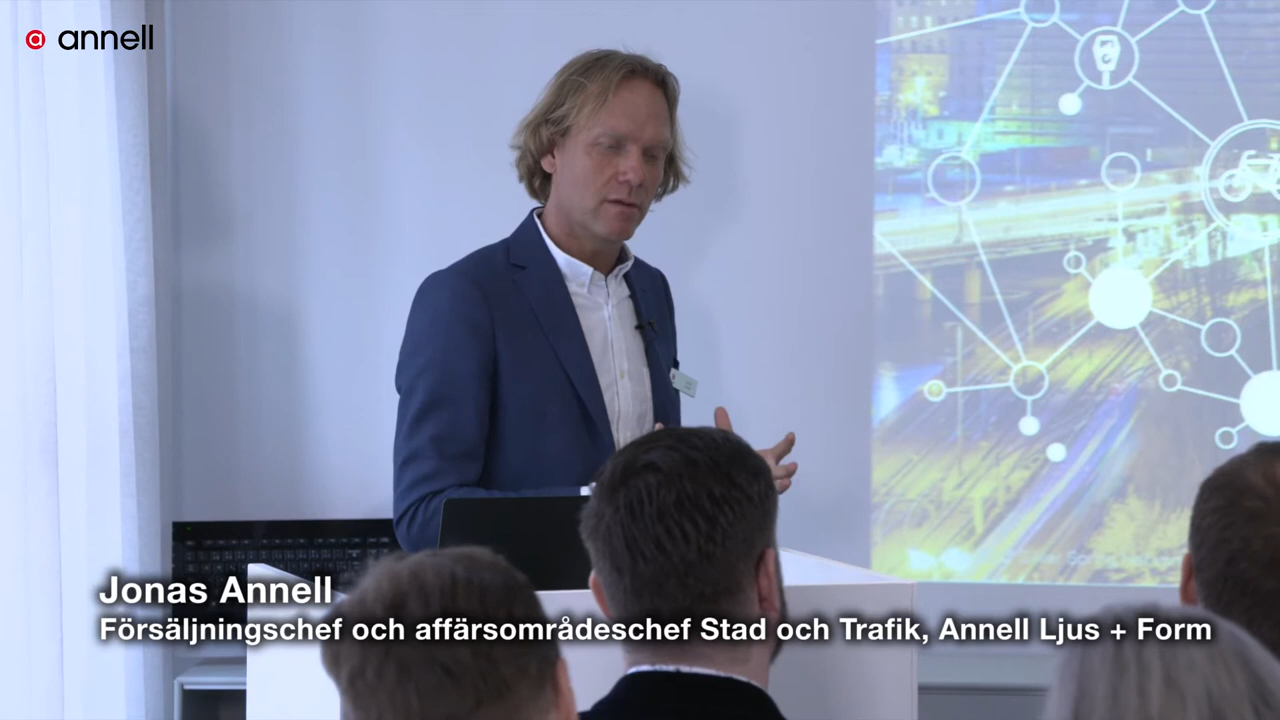 annell
Jonas Annell
Försäljningschef och affärsområdeschef Stad och Trafik, Annell Ljus + Form